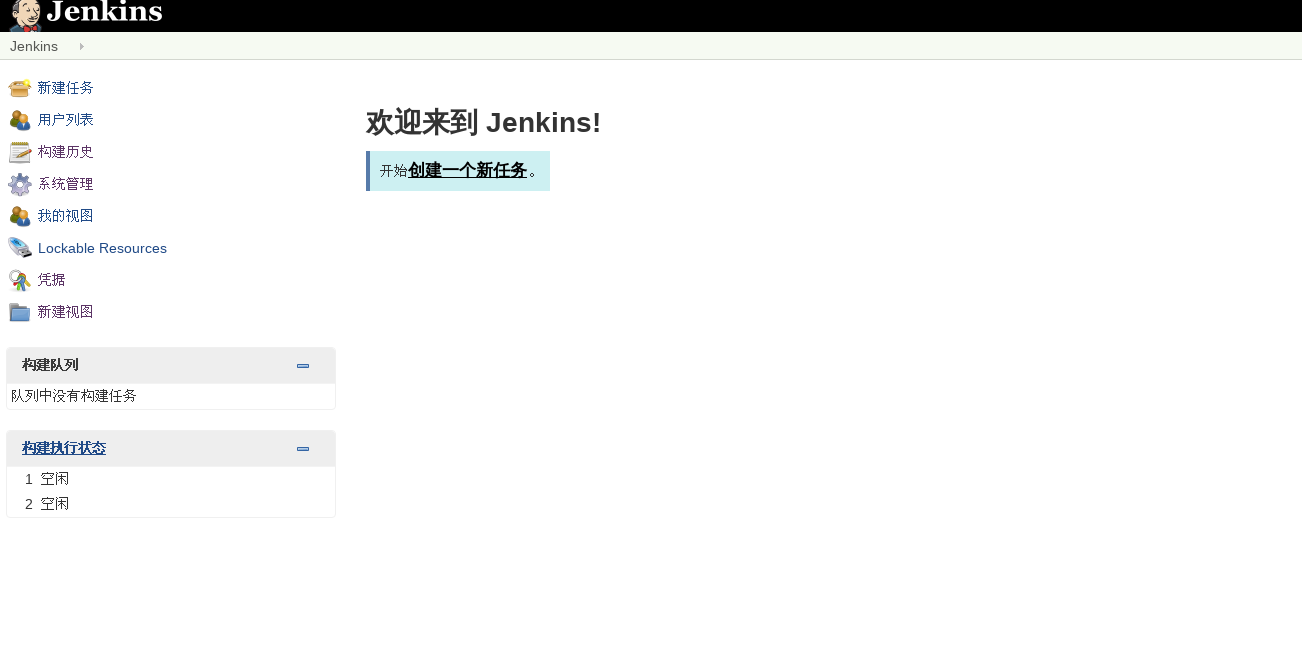 Jenkins
Jenkins
新建任务
用户列表
构建历史
系统管理
我的视图
Lockable Resources
凭据
新建视图
欢迎来到 Jenkins!
开始创建一个新任务。
构建队列
队列中没有构建任务
构建执行状态
1 空闲
2 空闲